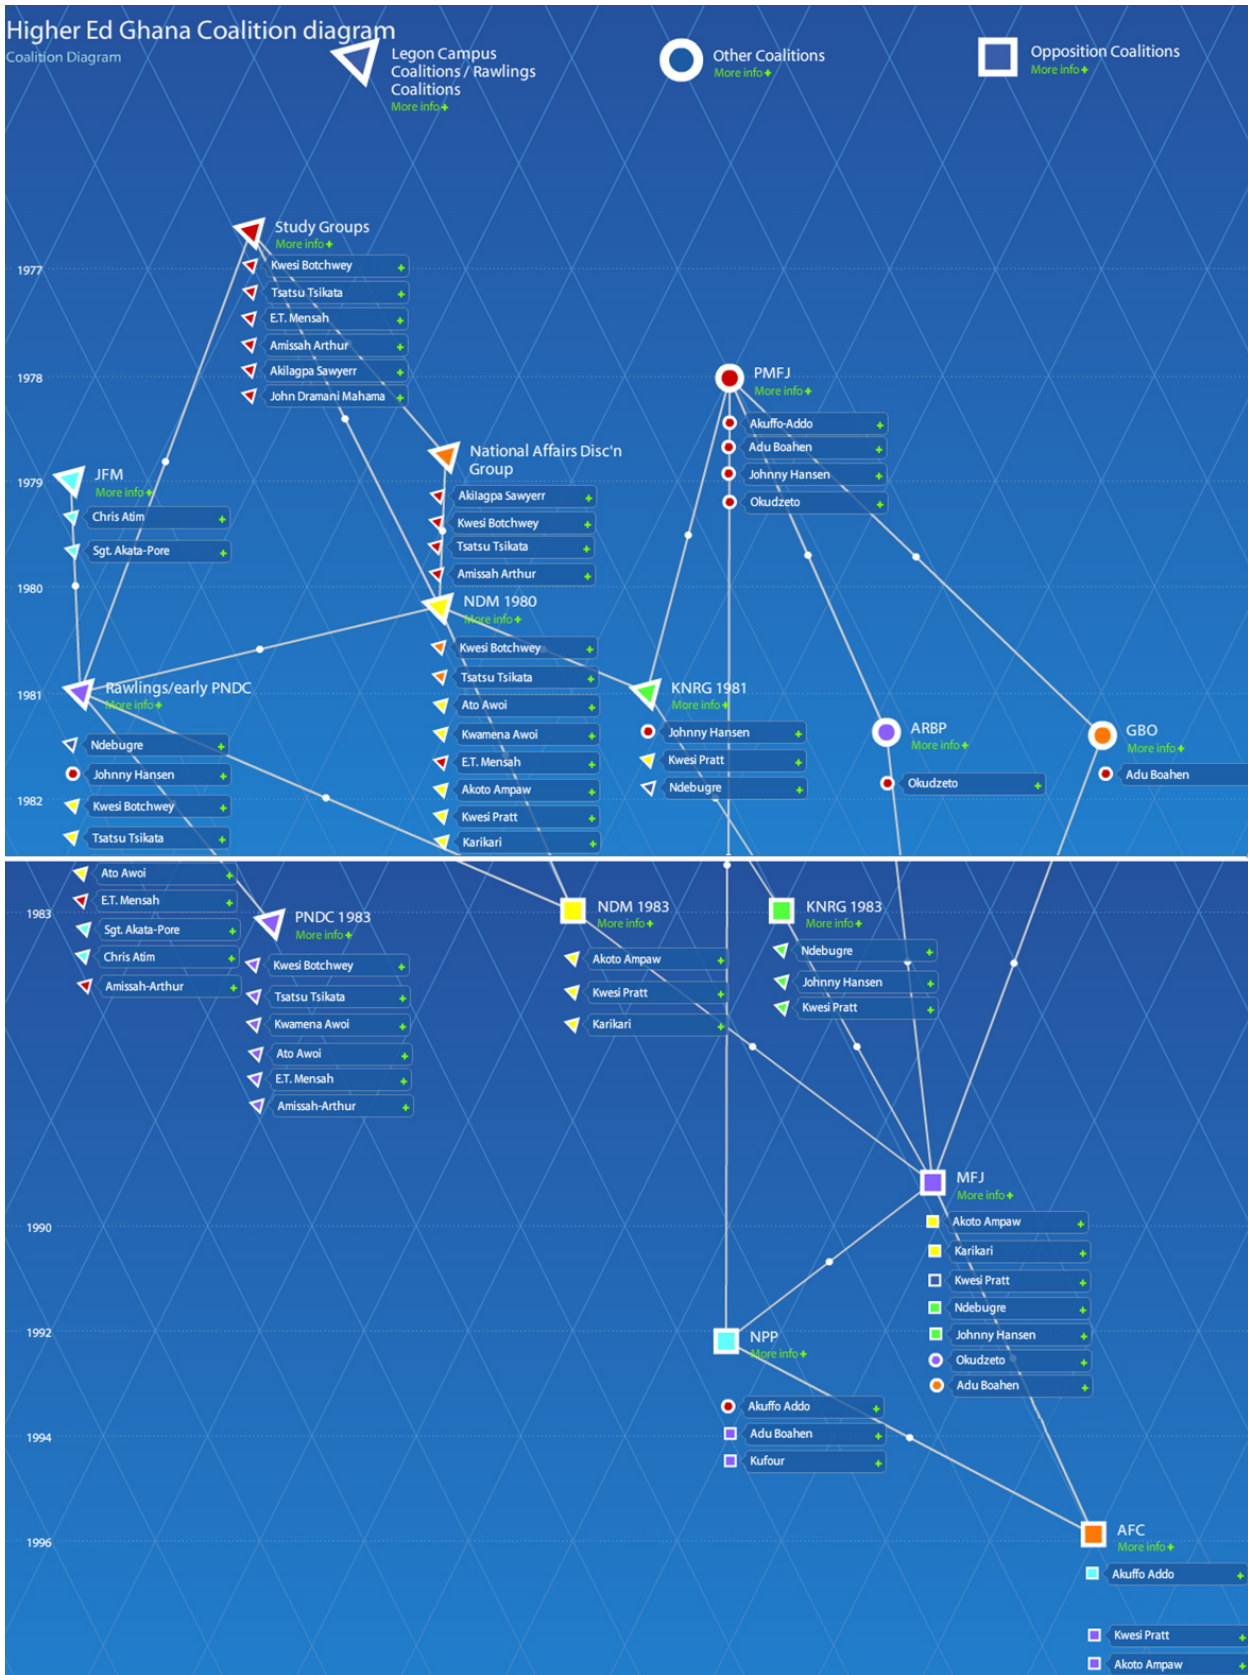 Higher Ed Ghana Coalition diagram
Coalition Diagram
Legon Campus
Coalitions / Rawlings
Coalitions
More info +
Other Coalitions
More info +
Opposition Coalitions
More info +
Study Groups
More info +
1977
Kwesi Botchwey +
Tsatsu Tsikata +
E.T. Mensah +
Amissah Arthur +
Akilagpa Sawyerr +
John Dramani Mahama +
1978
PMFJ
More info +
Akuffo-Addo +
Adu Boahen +
Johnny Hansen +
Okudzeto +
National Affairs Disc'n
Group
Akilagpa Sawyerr +
Kwesi Botchwey +
Tsatsu Tsikata +
Amissah Arthur +
1979
JFM
More info +
Chris Atim +
Sgt. Akata-Pore +
1980
NDM 1980
More info +
Kwesi Botchwey +
Tsatsu Tsikata +
Ato Awoi +
Kwamena Awoi +
E.T. Mensah +
Akoto Ampaw +
Kwesi Pratt +
Karikari +
1981
Rawlings/early PNDC
More info +
Ndebugre +
Johnny Hansen +
Kwesi Botchwey +
Tsatsu Tsikata +
KNRG 1981
More info +
Johnny Hansen +
Kwesi Pratt +
Ndebugre +
ARBP
More info +
Okudzeto +
GBO
More info +
Adu Boahen
1982
Ato Awoi +
E.T. Mensah +
Sgt. Akata-Pore +
Chris Atim +
Amissah-Arthur +
1983
PNDC 1983
More info +
Kwesi Botchwey +
Tsatsu Tsikata +
Kwamena Awoi +
Ato Awoi +
E.T. Mensah +
Amissah-Arthur +
NDM 1983
More info +
Akoto Ampaw +
Kwesi Pratt +
Karikari +
KNRG 1983
More info +
Ndebugre +
Johnny Hansen +
Kwesi Pratt +
MFJ
More info +
1990
Akoto Ampaw +
Karikari +
Kwesi Pratt +
Ndebugre +
Johnny Hansen +
Okudzeto +
Adu Boahen +
1992
NPP
More info +
Akuffo Addo +
Adu Boahen +
Kufour +
1994
1996
AFC
More info +
Akuffo Addo +
Kwesi Pratt +
Akoto Ampaw +